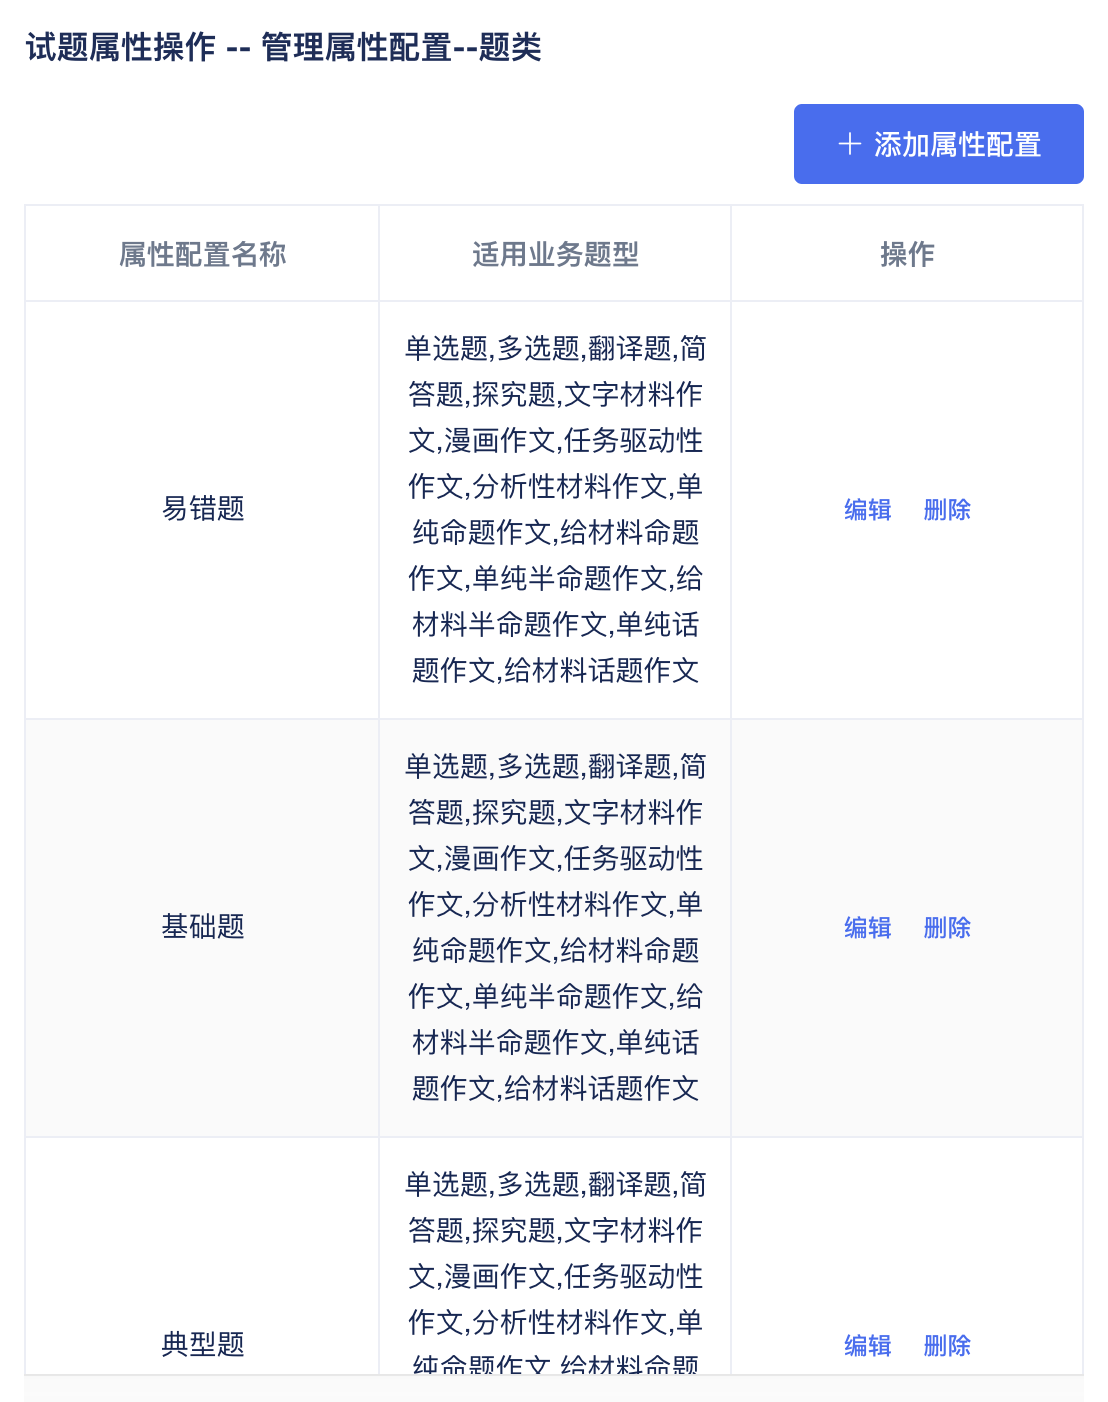 试题属性操作 -- 管理属性配置--题类
添加属性配置
属性配置名称 适用业务题型 操作
易错题
单选题,多选题,翻译题,简
答题,探究题,文字材料作
文,漫画作文,任务驱动性
作文,分析性材料作文,单
纯命题作文,给材料命题
作文,单纯半命题作文,给
材料半命题作文,单纯话
题作文,给材料话题作文
编辑 删除
基础题
单选题,多选题,翻译题,简
答题,探究题,文字材料作
文,漫画作文,任务驱动性
作文,分析性材料作文,单
纯命题作文,给材料命题
作文,单纯半命题作文,给
材料半命题作文,单纯话
题作文,给材料话题作文
编辑 删除
典型题
单选题,多选题,翻译题,简
答题,探究题,文字材料作
文,漫画作文,任务驱动性
作文,分析性材料作文,单
纯命题作文,给材料命题
编辑 删除